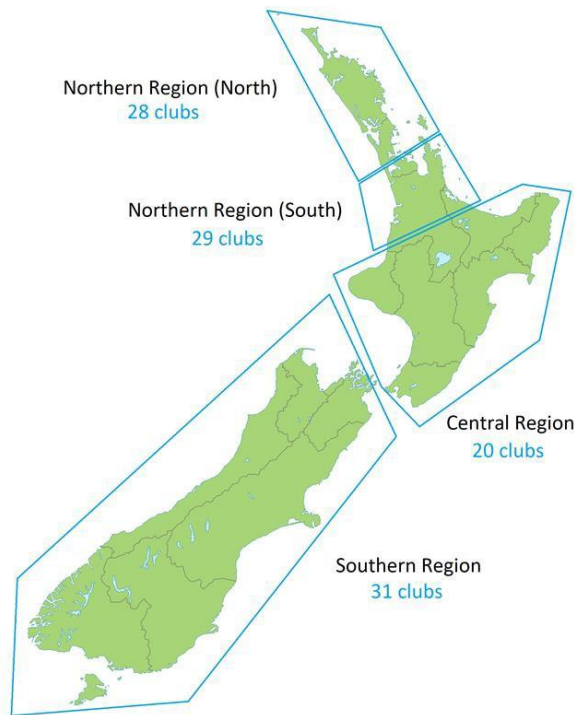 Northern Region (North)
28 clubs
Northern Region (South)
29 clubs
Central Region
20 clubs
Southern Region
31 clubs